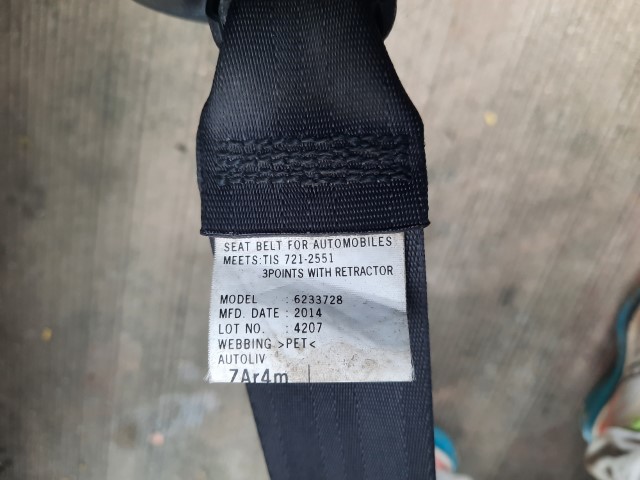 SEAT BELT FOR AUTOMOBILES
MEETS:TIS 721-2551
3POINTS WITH RETRACTOR
MODEL : 6233728
MFD. DATE : 2014
LOT NO. : 4207
WEBBING >PET<
AUTOLIV
7Ar4m